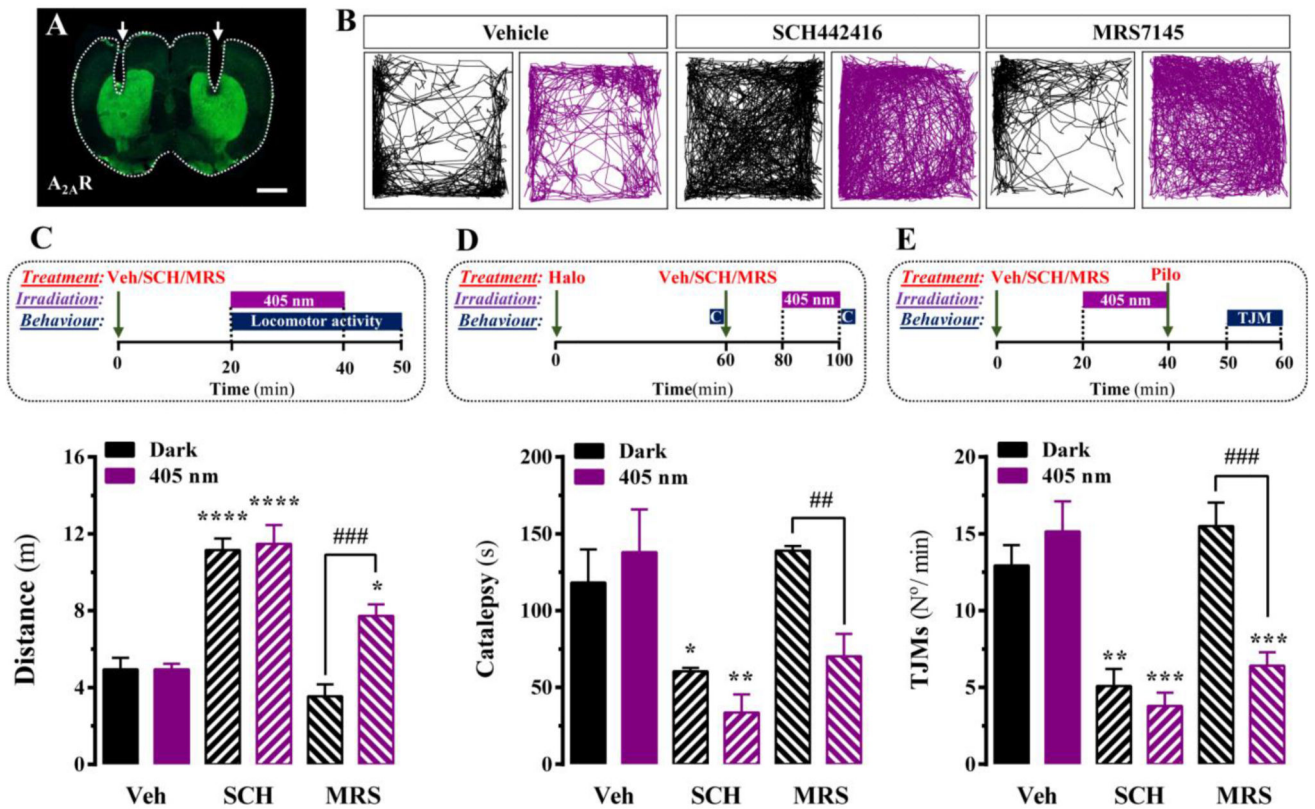 A
A2AR
B
Vehicle SCH442416 MRS7145
C
Treatment: Veh/SCH/MRS
Irradiation: 405 nm
Behaviour: Locomotor activity
0 20 40 50
Time (min)
D
Treatment: Halo Veh/SCH/MRS
Irradiation: 405 nm
Behaviour: C C
0 60 80 100
Time(min)
E
Treatment: Veh/SCH/MRS Pilo
Irradiation: 405 nm
Behaviour: TJM
0 20 40 50 60
Time (min)
Dark
405 nm
Distance (m)
16
12
8
4
0
**** ****
###
*
Veh SCH MRS
Dark
405 nm
Catalepsy (s)
200
150
100
50
0
##
* **
Veh SCH MRS
Dark
405 nm
TJMs (Nº/ min)
20
15
10
5
0
###
** *** ***
Veh SCH MRS